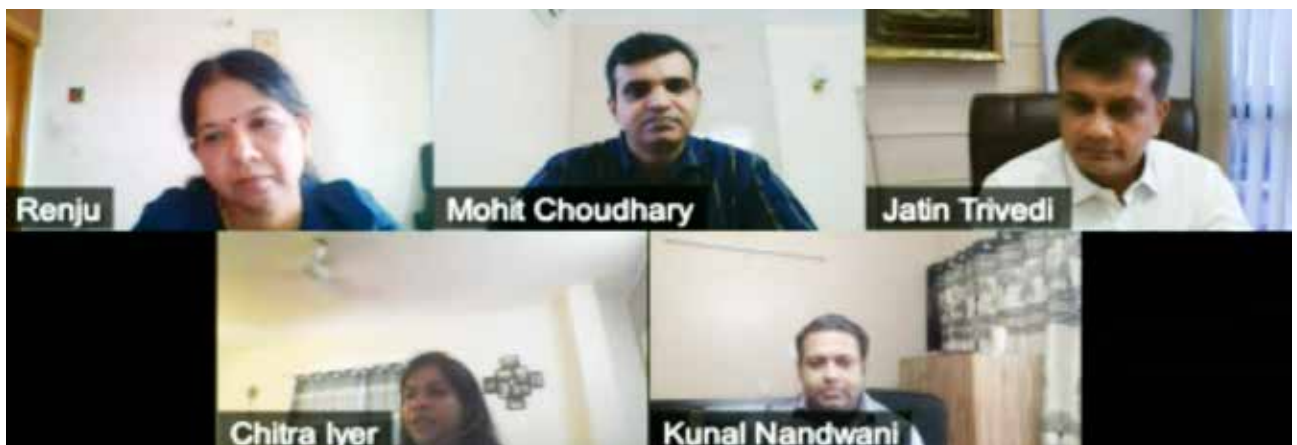 Renju
Mohit Choudhary
Jatin Trivedi
Chitra Iyer
Kunal Nandwani